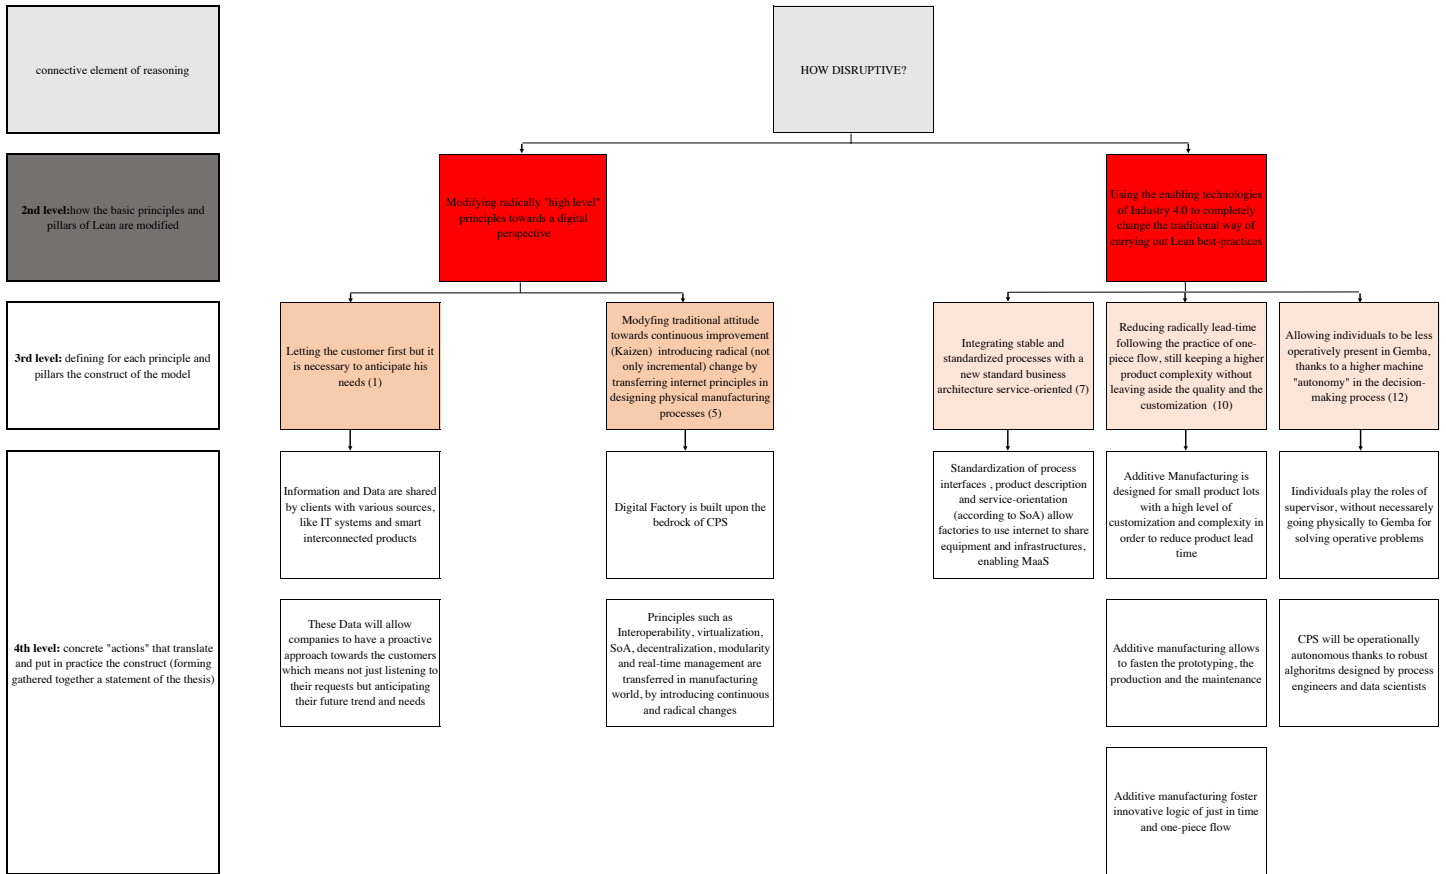 connective element of reasoning
HOW DISRUPTIVE?
2nd level:how the basic principles and
pillars of Lean are modified
Modifying radically "high level"
principles towards a digital
perspective
Using the enabling technologies
of Industry 4.0 to completely
change the traditional way of
carrying out Lean best-practices
3rd level: defining for each principle and
pillars the construct of the model
Letting the customer first but it
is necessary to anticipate his
needs (1)
Modyfing traditional attitude
towards continuous improvement
(Kaizen) introducing radical (not
only incremental) change by
transferring internet principles in
designing physical manufacturing
processes (5)
Integrating stable and
standardized processes with a
new standard business
architecture service-oriented (7)
Reducing radically lead-time
following the practice of one-
piece flow, still keeping a higher
product complexity without
leaving aside the quality and the
customization (10)
Allowing individuals to be less
operatively present in Gemba,
thanks to a higher machine
"autonomy" in the decision-
making process (12)
4th level: concrete "actions" that translate
and put in practice the construct (forming
gathered together a statement of the thesis)
Information and Data are shared
by clients with various sources,
like IT systems and smart
interconnected products
Digital Factory is built upon the
bedrock of CPS
Standardization of process
interfaces , product description
and service-orientation
(according to SoA) allow
factories to use internet to share
equipment and infrastructures,
enabling MaaS
Additive Manufacturing is
designed for small product lots
with a high level of
customization and complexity in
order to reduce product lead
time
Iindividuals play the roles of
supervisor, without necessarely
going physically to Gemba for
solving operative problems
These Data will allow
companies to have a proactive
approach towards the customers
which means not just listening to
their requests but anticipating
their future trend and needs
Principles such as
Interoperability, virtualization,
SoA, decentralization, modularity
and real-time management are
transferred in manufacturing
world, by introducing continuous
and radical changes
Additive manufacturing allows
to fasten the prototyping, the
production and the maintenance
CPS will be operationally
autonomous thanks to robust
alghoritms designed by process
engineers and data scientists
Additive manufacturing foster
innovative logic of just in time
and one-piece flow